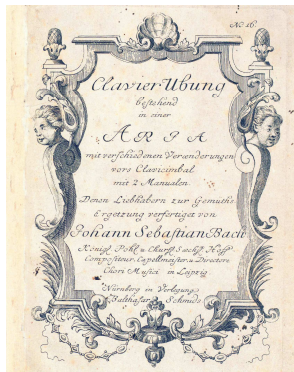 No 16.
Clavier Ubung
bestehend
in einer
ARIA
mit verschiedenen Veraenderungen
vors Clavicimbal
mit 2 Manualen.
Denen Liebhabern zur Gemüths-
Ergetzung verfertiget von
Johann Sebastian Bach
Königl. Pohl. u. Churfl. Sæchs. Hoff-
Compositeur, Capellmeister, u. Directore
Chori Musici in Leipzig.
Nürnberg in Verlegung
Balthasar Schmids